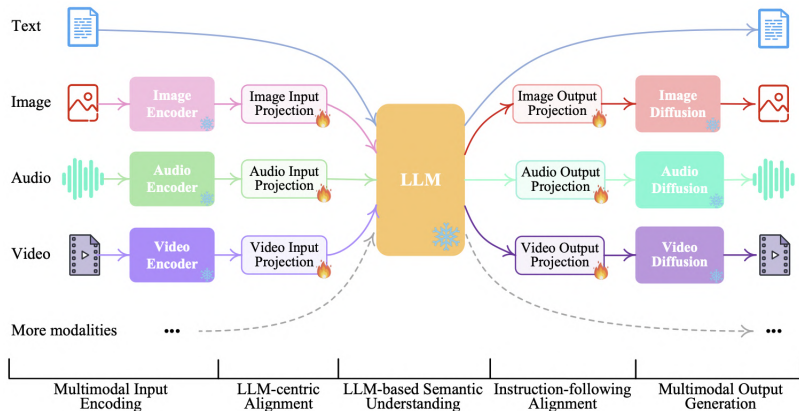 Text
Image
Image Encoder
Image Input Projection
Image Output Projection
Image Diffusion
Audio
Audio Encoder
Audio Input Projection
LLM
Audio Output Projection
Audio Diffusion
Video
Video Encoder
Video Input Projection
Video Output Projection
Video Diffusion
More modalities
...
...
Multimodal Input Encoding
LLM-centric Alignment
LLM-based Semantic Understanding
Instruction-following Alignment
Multimodal Output Generation